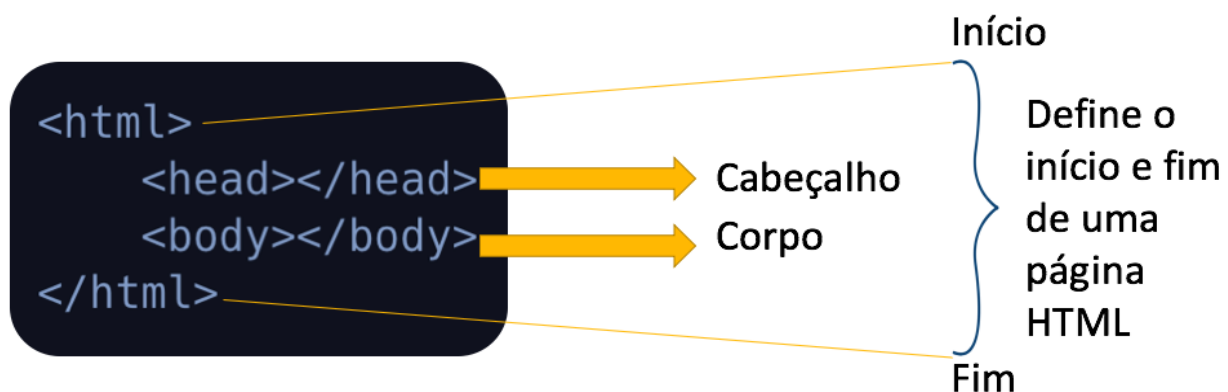 Início
<html>
<head></head>
Cabeçalho
<body></body>
Corpo
</html>
Define o
início e fim
de uma
página
HTML
Fim